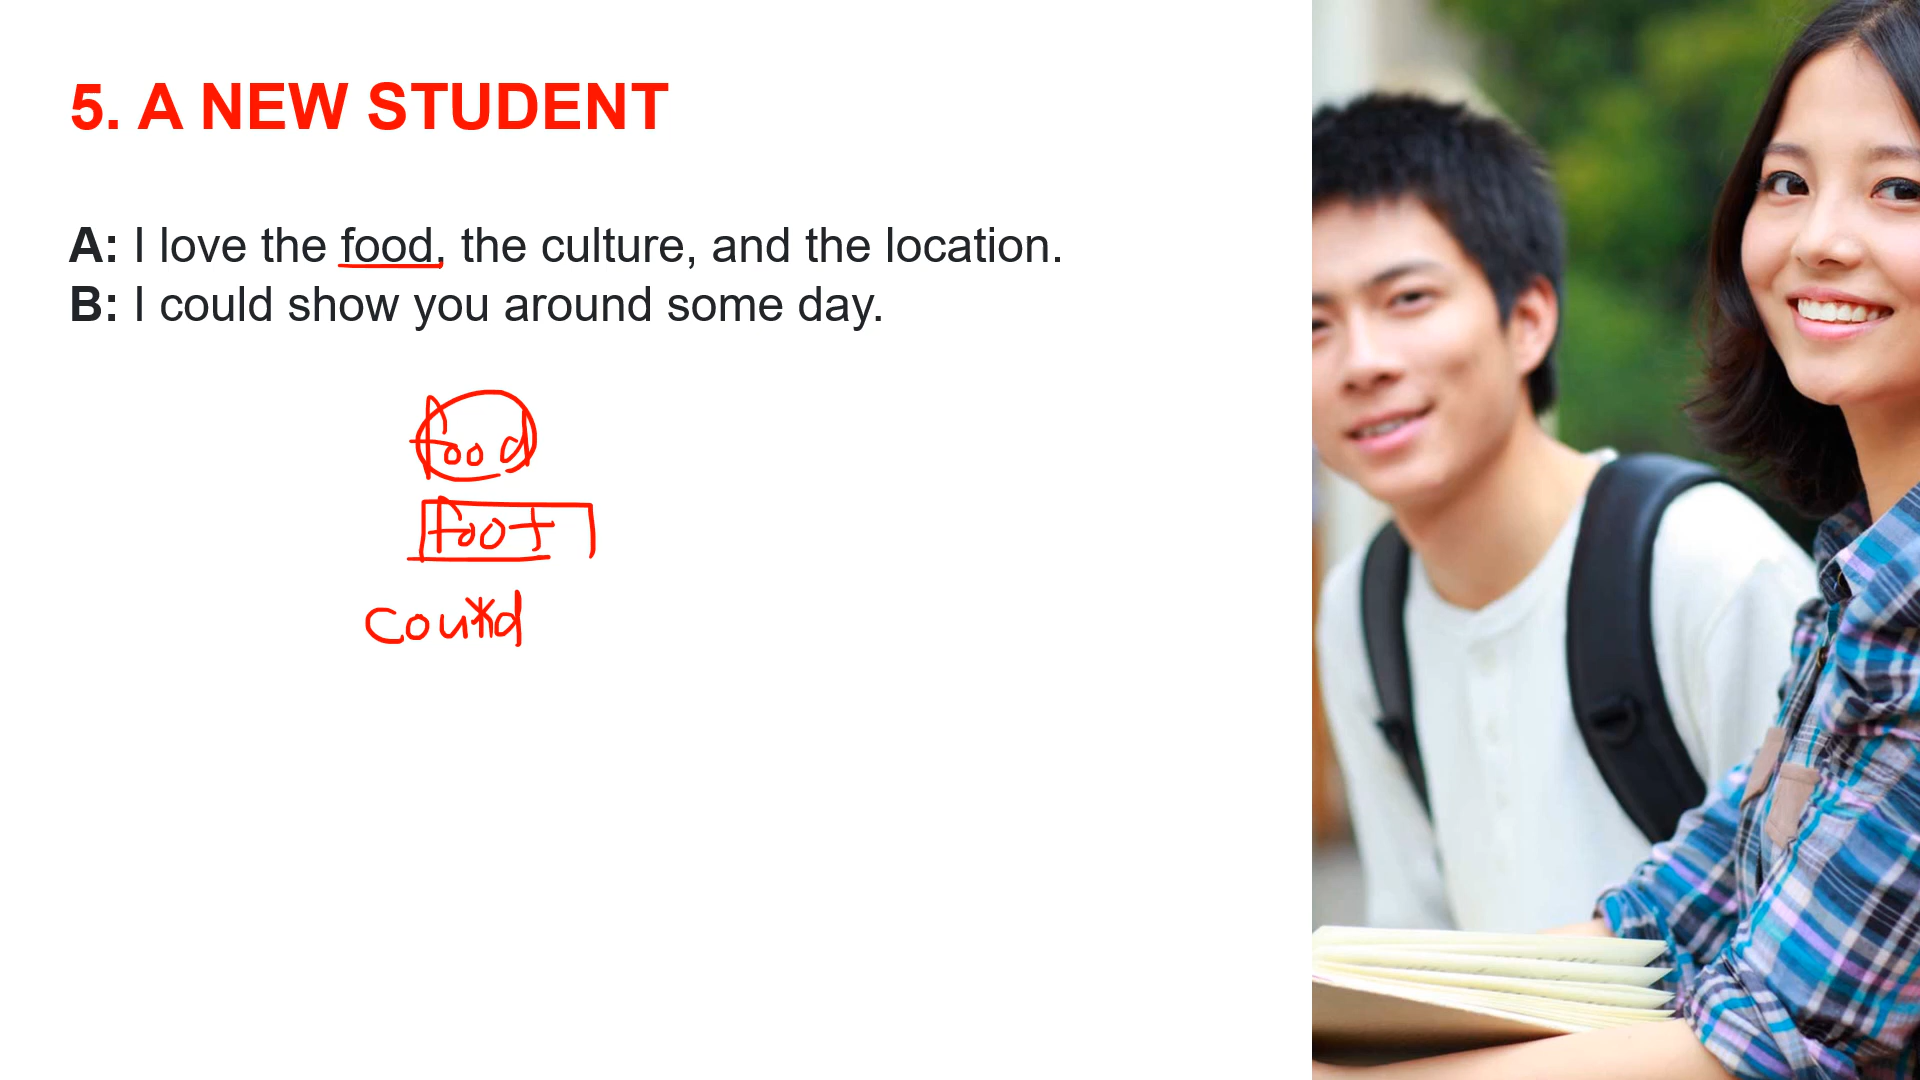 5. A NEW STUDENT
A: I love the food, the culture, and the location.
B: I could show you around some day.
food
foot
could